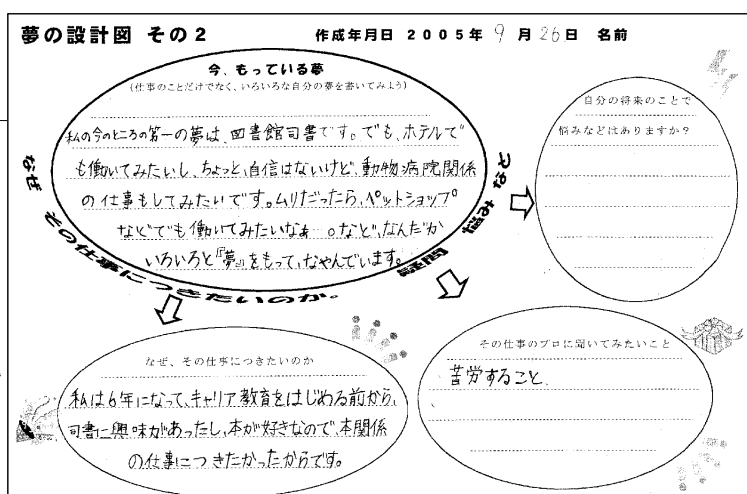 夢の設計図 その2
作成年月日 2005年 9月26日 名前
今、もっている夢
(仕事のことだけでなく、いろいろな自分の夢を書いてみよう)
私の今のところの第一の夢は、図書館司書です。でも、ホテルで
も働いてみたいし、ちょっと、自信はないけど、動物病院関係
の仕事もしてみたいです。ムリだったら、ペットショップ
などでも働いてみたいなぁ…。など、なんだか
いろいろと『夢』をもって、なやんでいます。
なぜ その仕事につきたいのか。
疑問 悩みなど
自分の将来のことで
悩みなどはありますか?
なぜ、その仕事につきたいのか
私は6年になって、キャリア教育をはじめる前から、
司書に興味があったし、本が好きなので、本関係
の仕事につきたかったからです。
その仕事のプロに聞いてみたいこと
苦労すること。